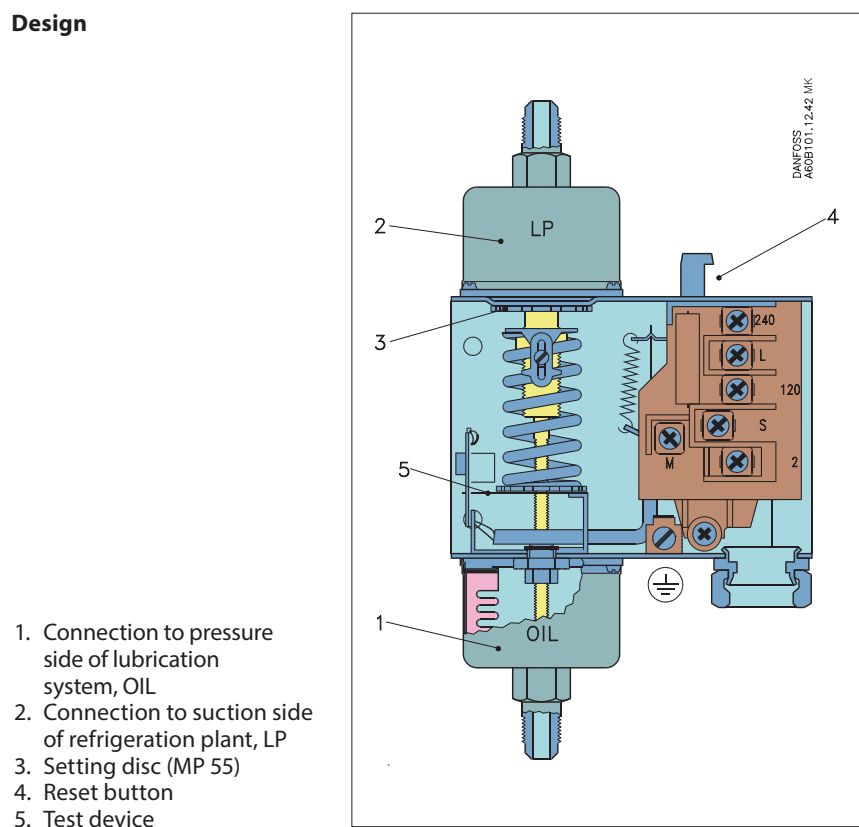 Design
DANFOSS
A60B101.12.42 MK
2
LP
4
3
240
L
120
S
M
2
5
1
OIL
1. Connection to pressure
side of lubrication
system, OIL
2. Connection to suction side
of refrigeration plant, LP
3. Setting disc (MP 55)
4. Reset button
5. Test device